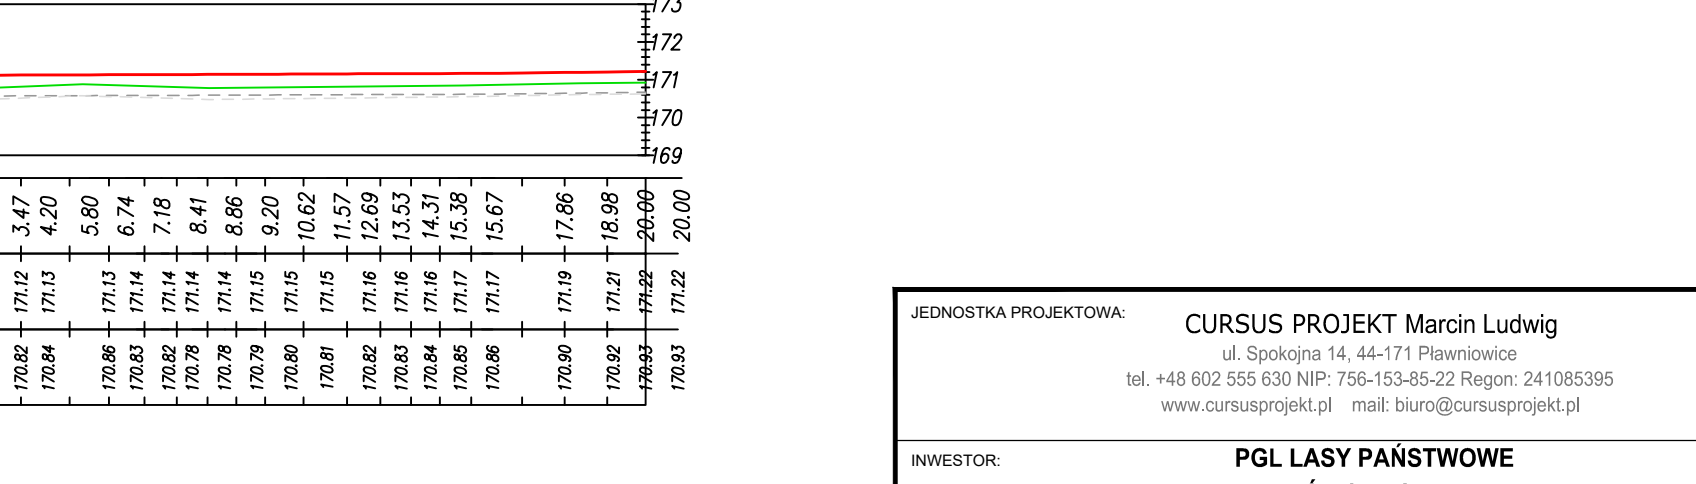 173
172
171
170
169
3.47 4.20 5.80 6.74 7.18 8.41 8.86 9.20 10.62 11.57 12.69 13.53 14.31 15.38 15.67 17.86 18.98 20.00 20.00
171.12 171.13 171.13 171.14 171.14 171.14 171.14 171.15 171.15 171.15 171.16 171.16 171.16 171.17 171.17 171.19 171.21 171.22 171.22
170.82 170.84 170.86 170.83 170.82 170.78 170.78 170.79 170.80 170.81 170.82 170.83 170.84 170.85 170.86 170.90 170.92 170.93 170.93
JEDNOSTKA PROJEKTOWA:
CURSUS PROJEKT Marcin Ludwig
ul. Spokojna 14, 44-171 Pławniowice
tel. +48 602 555 630 NIP: 756-153-85-22 Regon: 241085395
www.cursusprojekt.pl mail: biuro@cursusprojekt.pl
INWESTOR:
PGL LASY PAŃSTWOWE